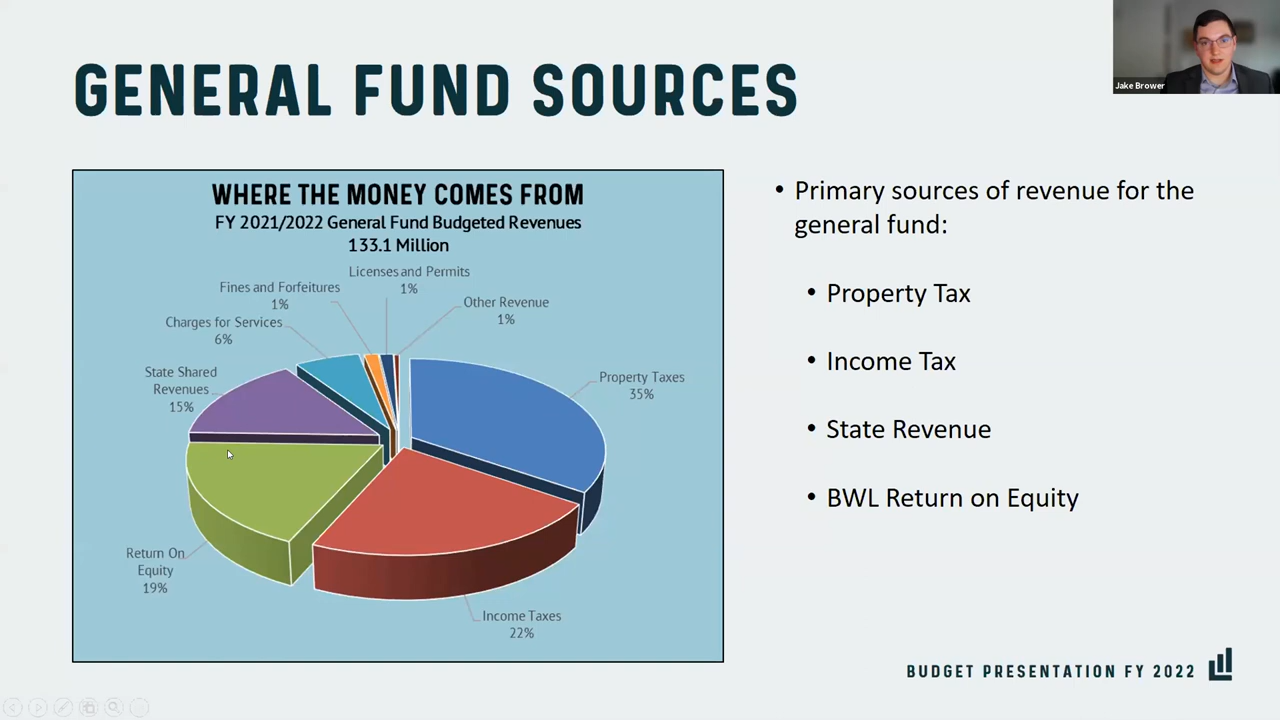 Jake Brower
GENERAL FUND SOURCES
WHERE THE MONEY COMES FROM
FY 2021/2022 General Fund Budgeted Revenues
133.1 Million
Licenses and Permits
1%
Fines and Forfeitures
1%
Other Revenue
1%
Charges for Services
6%
State Shared
Revenues
15%
Property Taxes
35%
Return On
Equity
19%
Income Taxes
22%
• Primary sources of revenue for the
general fund:
• Property Tax
• Income Tax
• State Revenue
• BWL Return on Equity
BUDGET PRESENTATION FY 2022